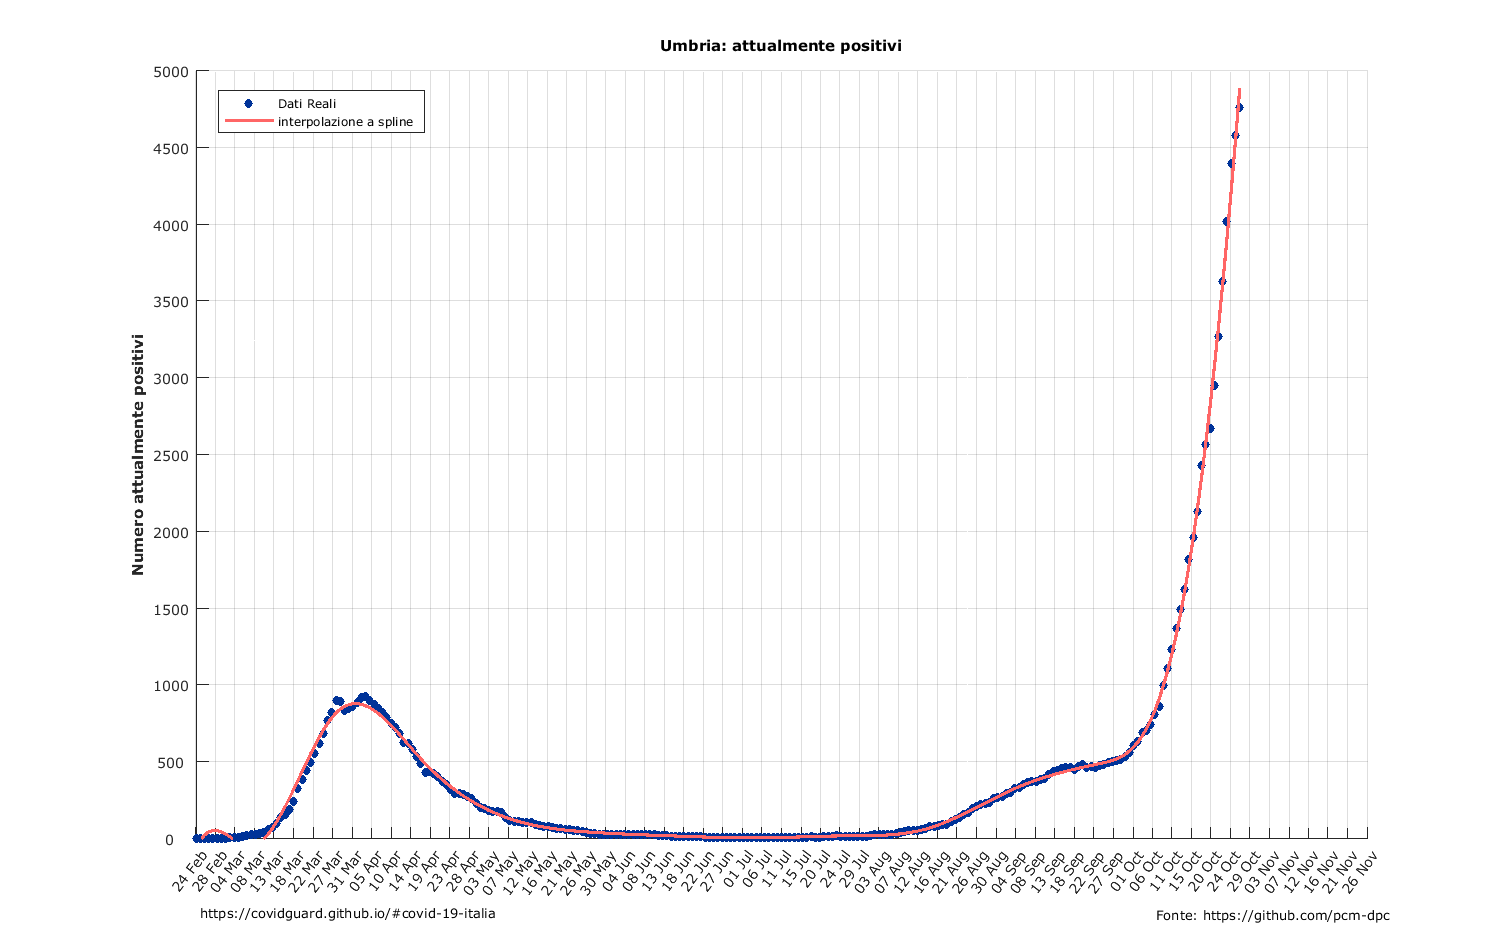 Umbria: attualmente positivi
Dati Reali
interpolazione a spline
Numero attualmente positivi
5000
4500
4000
3500
3000
2500
2000
1500
1000
500
0
24 Feb 28 Feb 04 Mar 08 Mar 13 Mar 18 Mar 22 Mar 27 Mar 31 Mar 05 Apr 10 Apr 14 Apr 19 Apr 23 Apr 28 Apr 03 May 07 May 12 May 16 May 21 May 26 May 30 May 04 Jun 08 Jun 13 Jun 18 Jun 22 Jun 27 Jun 01 Jul 06 Jul 11 Jul 15 Jul 20 Jul 24 Jul 29 Jul 03 Aug 07 Aug 12 Aug 16 Aug 21 Aug 26 Aug 30 Aug 04 Sep 08 Sep 13 Sep 18 Sep 22 Sep 27 Sep 01 Oct 06 Oct 11 Oct 15 Oct 20 Oct 24 Oct 29 Oct 03 Nov 07 Nov 12 Nov 16 Nov 21 Nov 26 Nov
https://covidguard.github.io/#covid-19-italia
Fonte: https://github.com/pcm-dpc